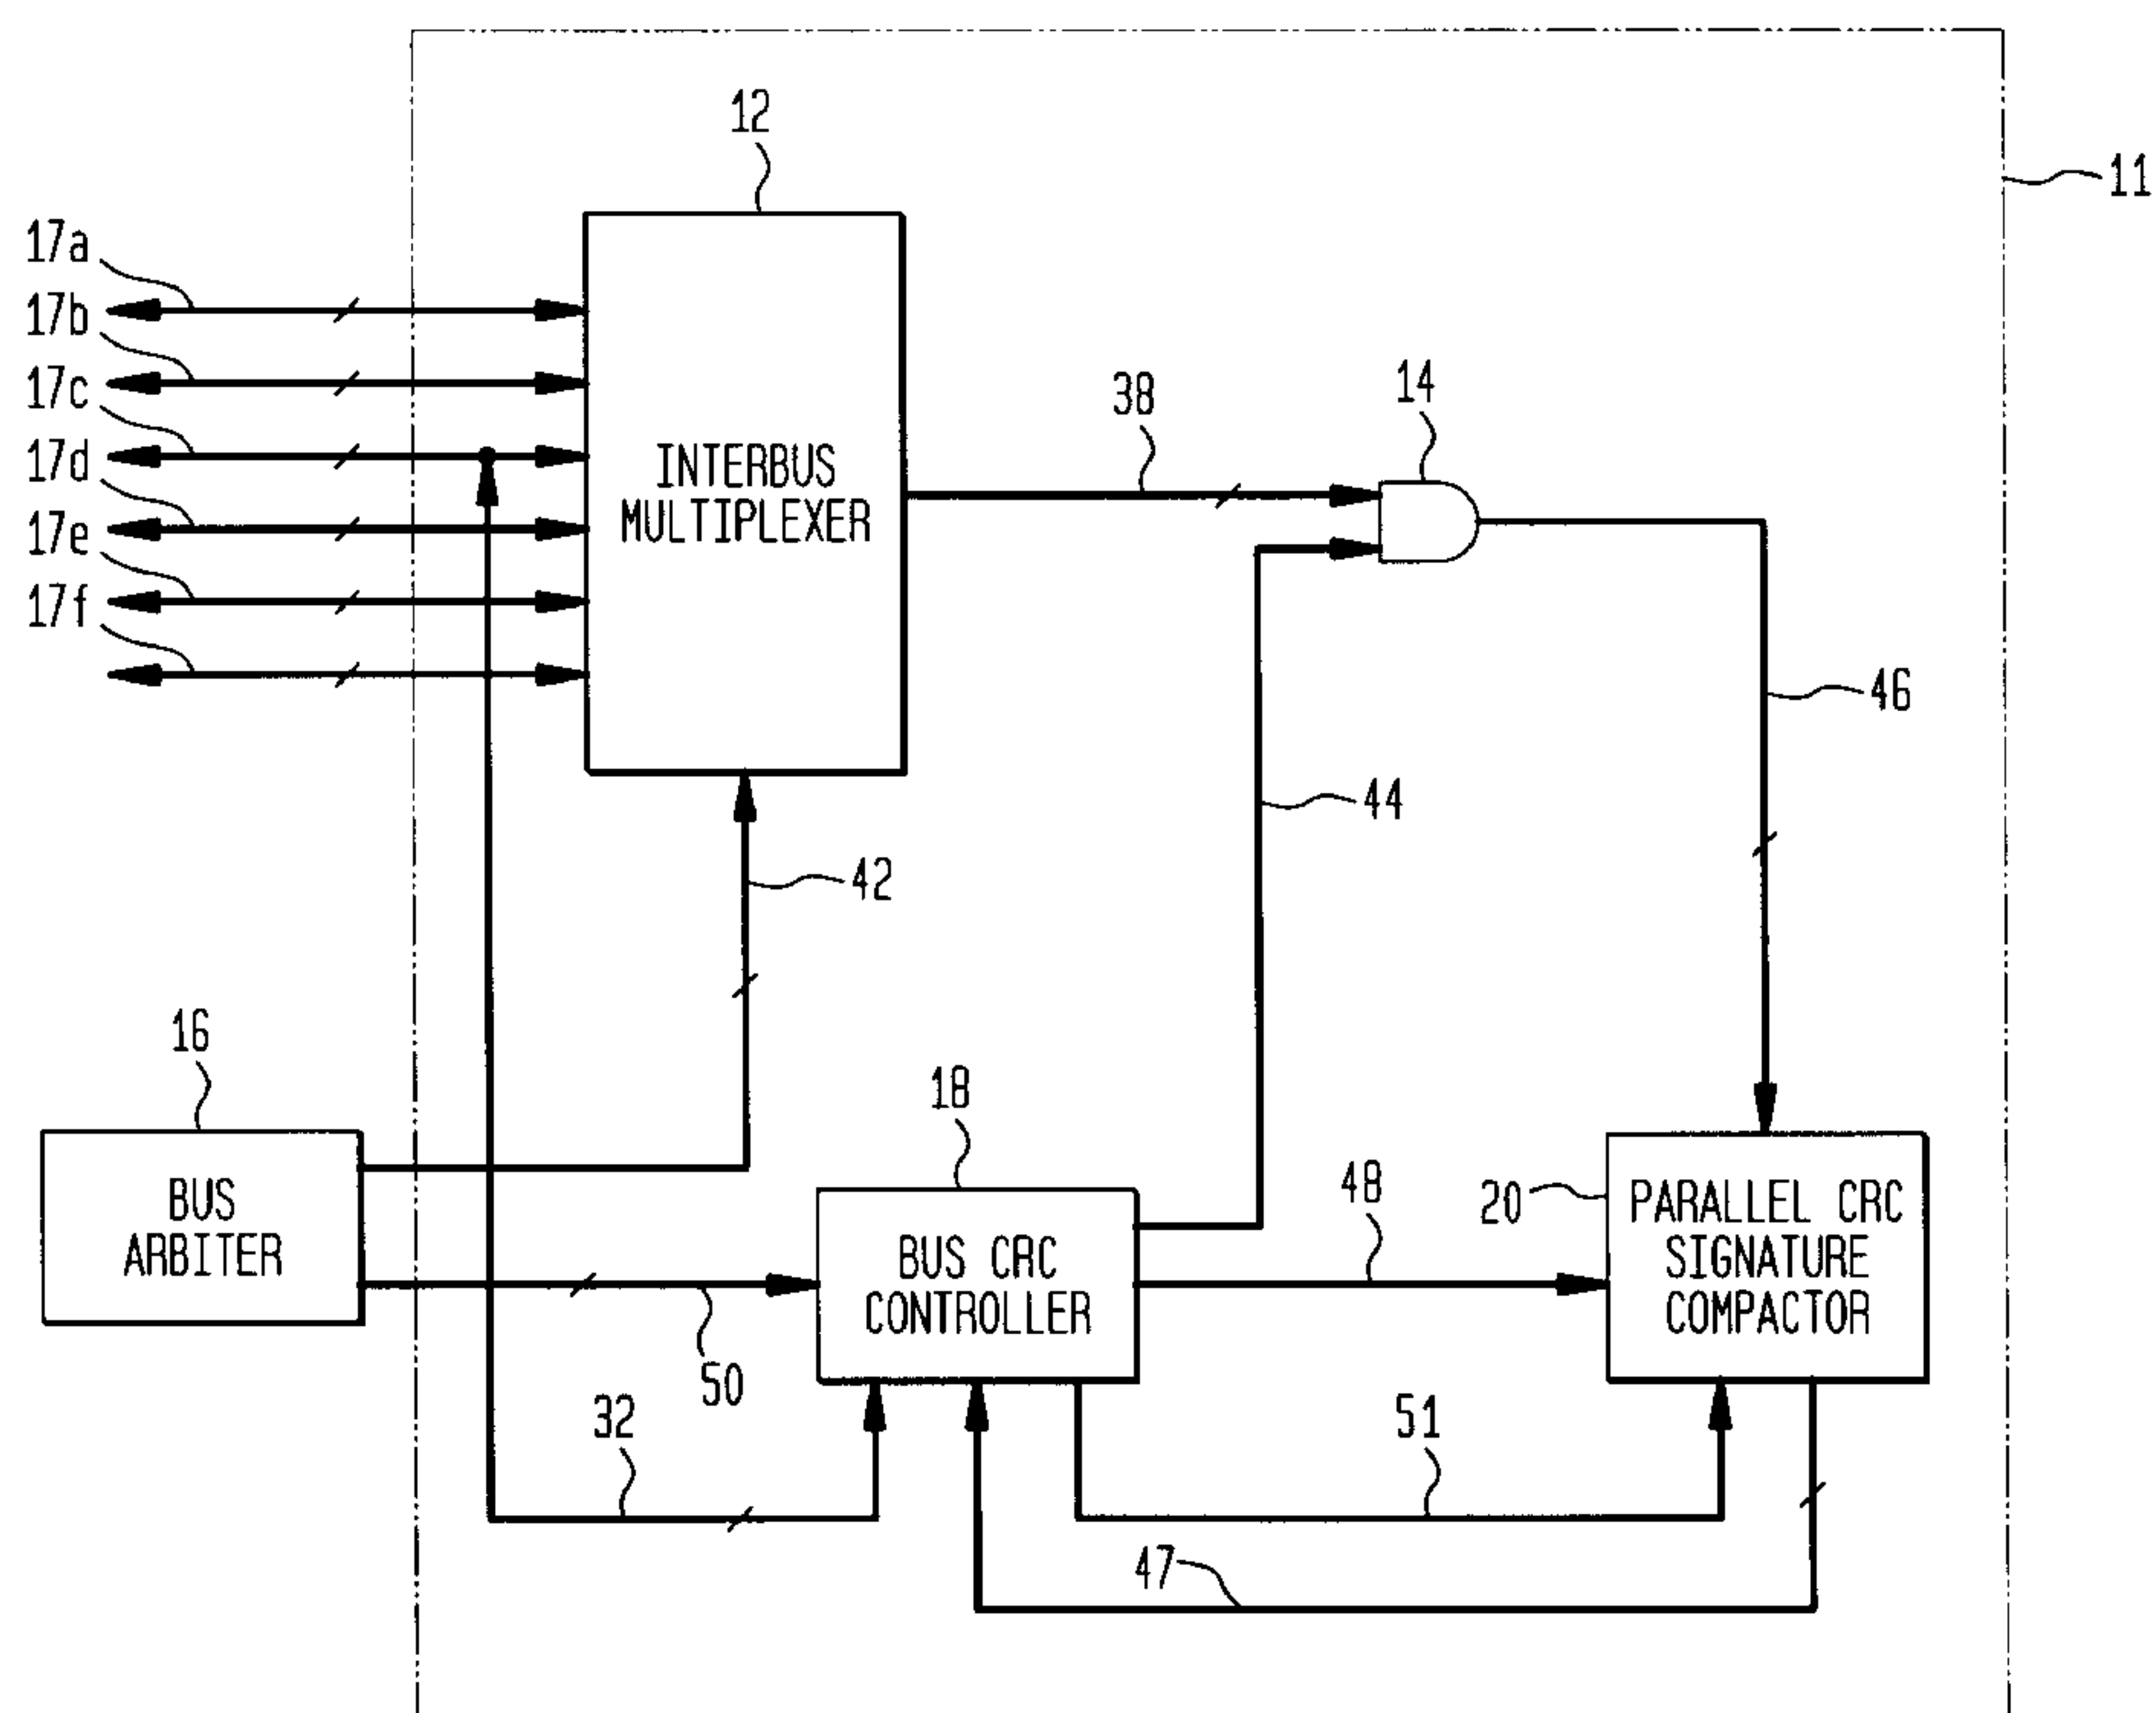 12
11
17a
17b
17c
17d
17e
17f
INTERBUS
MULTIPLEXER
38
14
46
44
42
16
BUS
ARBITER
18
BUS CRC
CONTROLLER
48
20
PARALLEL CRC
SIGNATURE
COMPACTOR
50
32
51
47